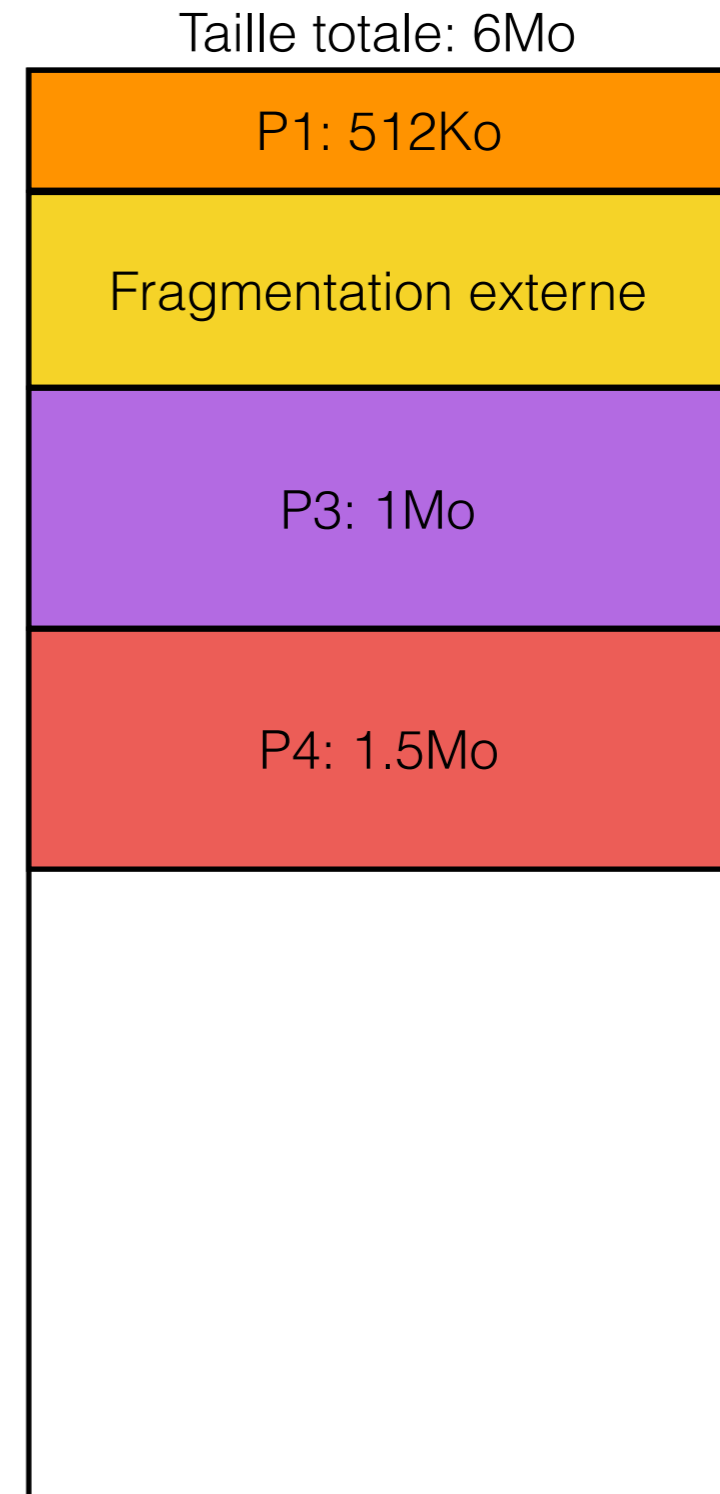 Taille totale: 6Mo
P1: 512Ko
Fragmentation externe
P3: 1Mo
P4: 1.5Mo